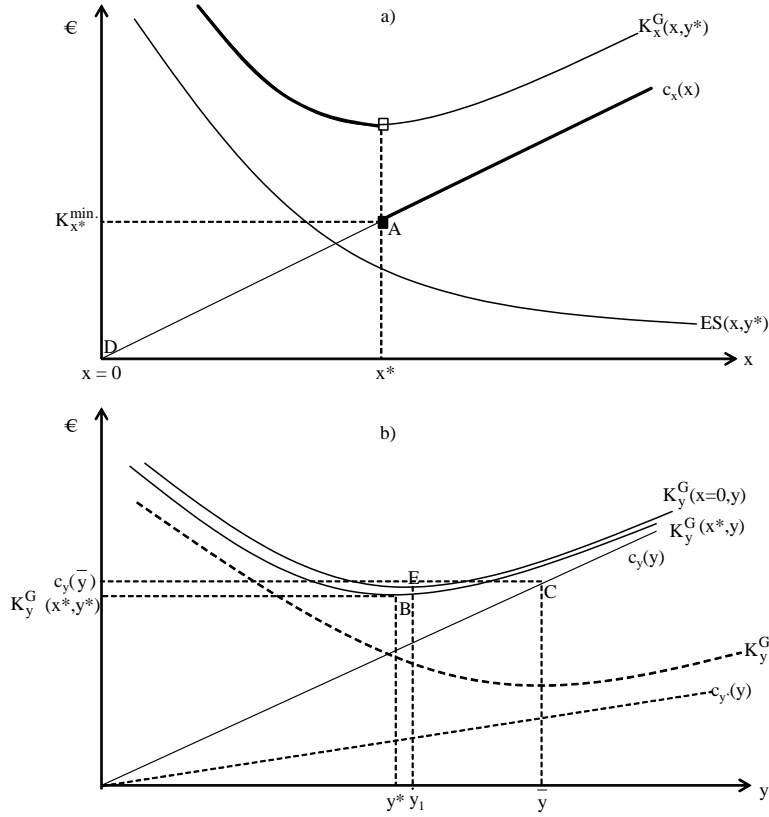 a)
€
K_x^G(x,y*)
c_x(x)
K_x*^min.
A
ES(x,y*)
D
x = 0
x*
x
b)
€
K_y^G(x=0,y)
K_y^G(x*,y)
c_y(y)
c_y(ȳ)
E
C
K_y^G (x*,y*)
B
K_y^G
c_y·(y)
y*
y_1
ȳ
y